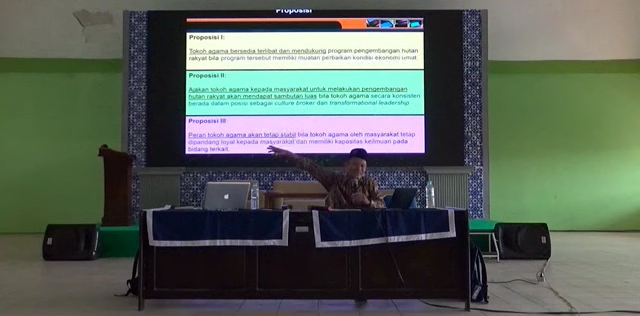 Proposisi
Proposisi I:
Tokoh agama bersedia terlibat dan mendukung program pengembangan hutan
rakyat bila program tersebut memiliki muatan perbaikan kondisi ekonomi umat
Proposisi II:
Ajakan tokoh agama kepada masyarakat untuk melakukan pengembangan
hutan rakyat akan mendapat sambutan luas bila tokoh agama secara konsisten
berada dalam posisi sebagai culture broker dan transformational leadership
Proposisi III
Peran tokoh agama akan tetap stabil bila tokoh agama oleh masyarakat tetap
dipandang loyal kepada masyarakat dan memiliki kapasitas keilmuan pada
bidang terkait.